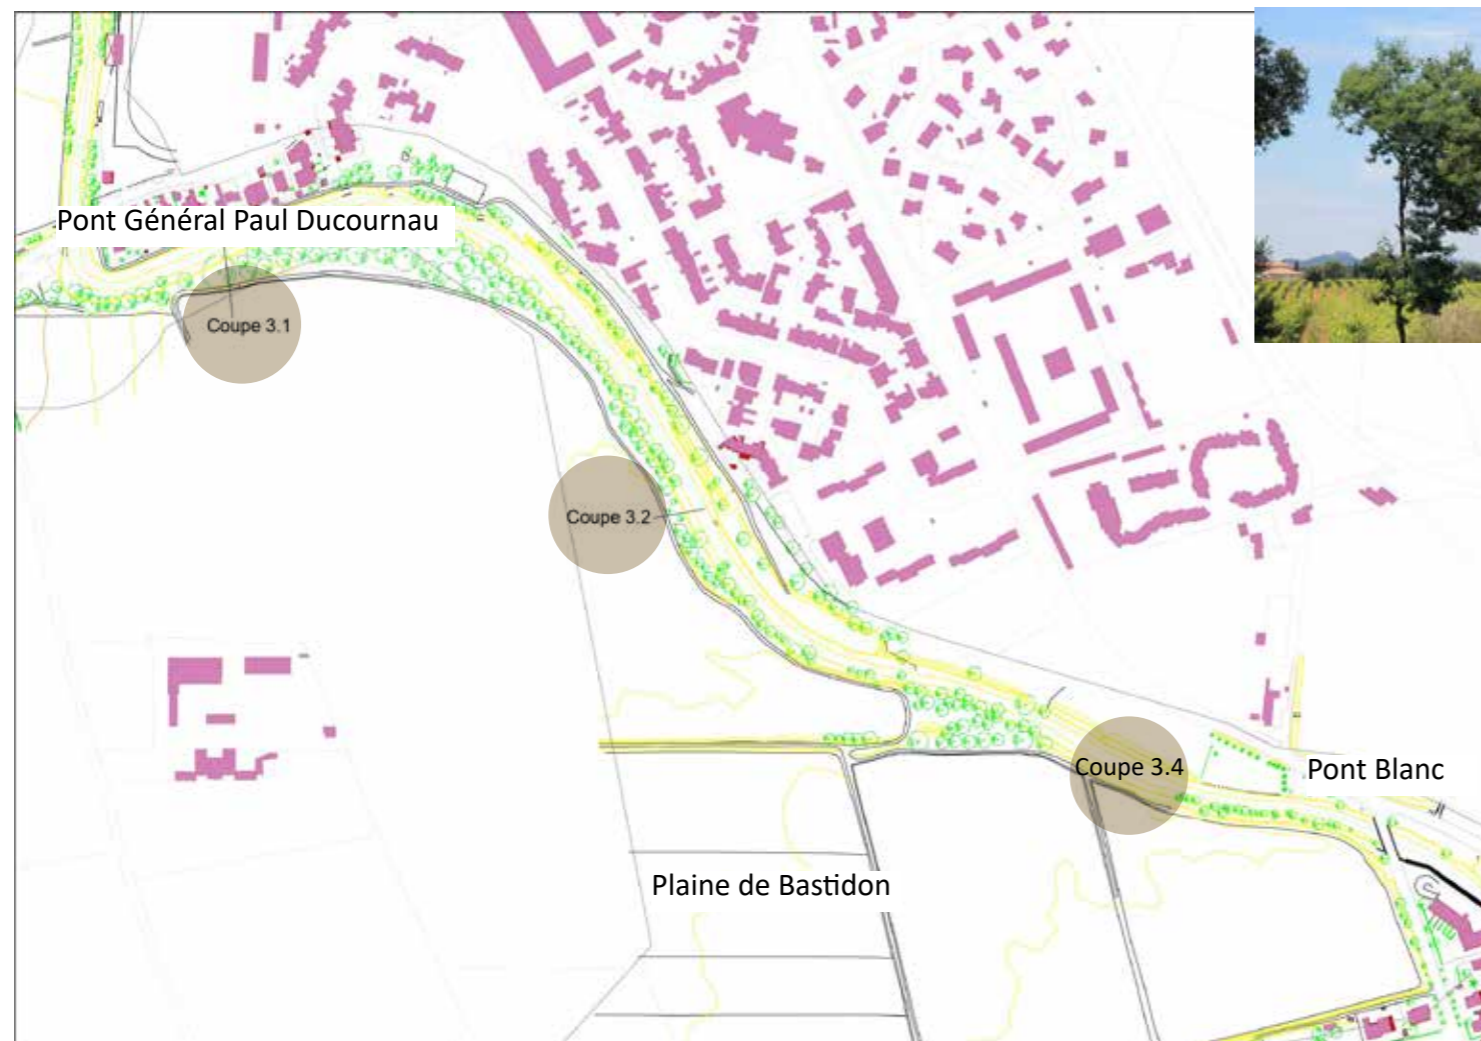 Pont Général Paul Ducournau
Coupe 3.1
Coupe 3.2
Coupe 3.4
Pont Blanc
Plaine de Bastidon